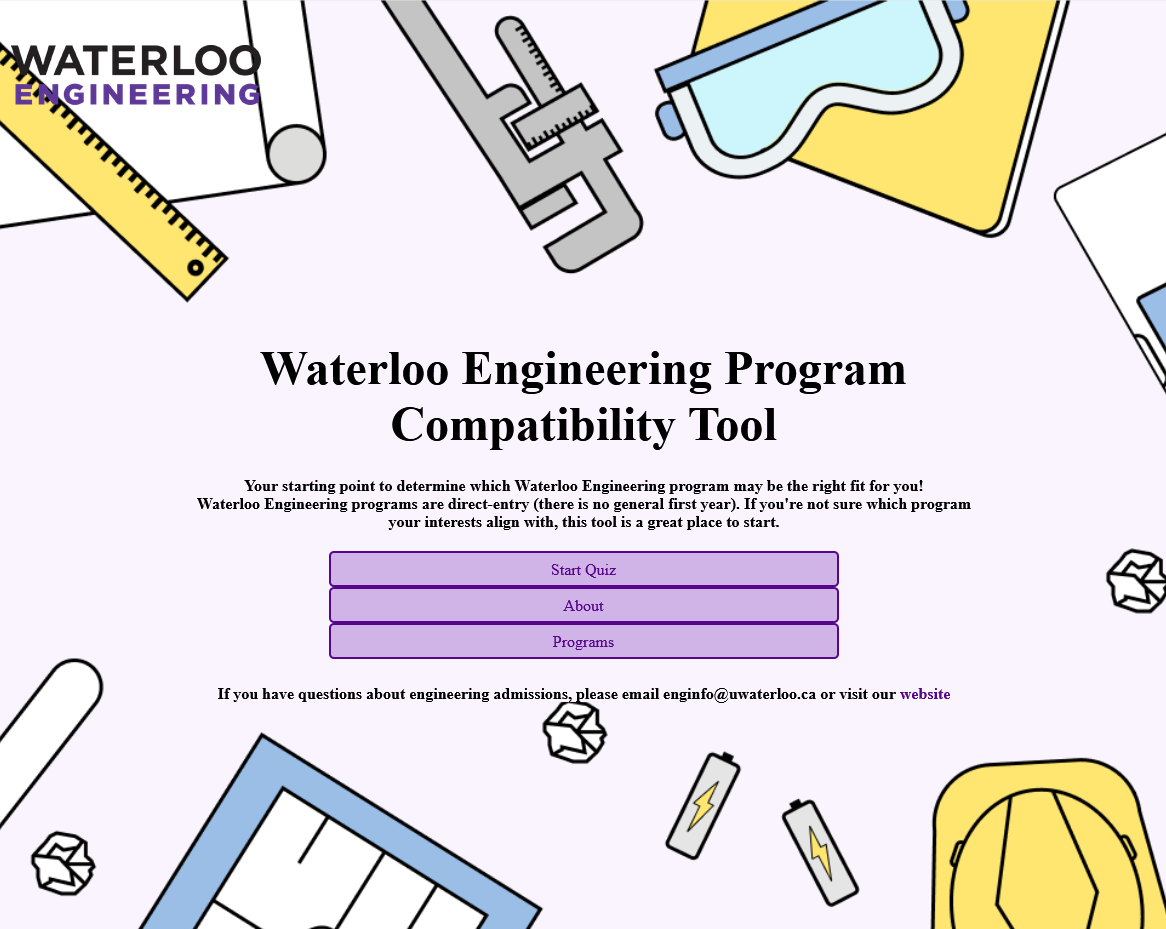 WATERLOO
ENGINEERING
Waterloo Engineering Program
Compatibility Tool
Your starting point to determine which Waterloo Engineering program may be the right fit for you!
Waterloo Engineering programs are direct-entry (there is no general first year). If you're not sure which program
your interests align with, this tool is a great place to start.
Start Quiz
About
Programs
If you have questions about engineering admissions, please email enginfo@uwaterloo.ca or visit our website